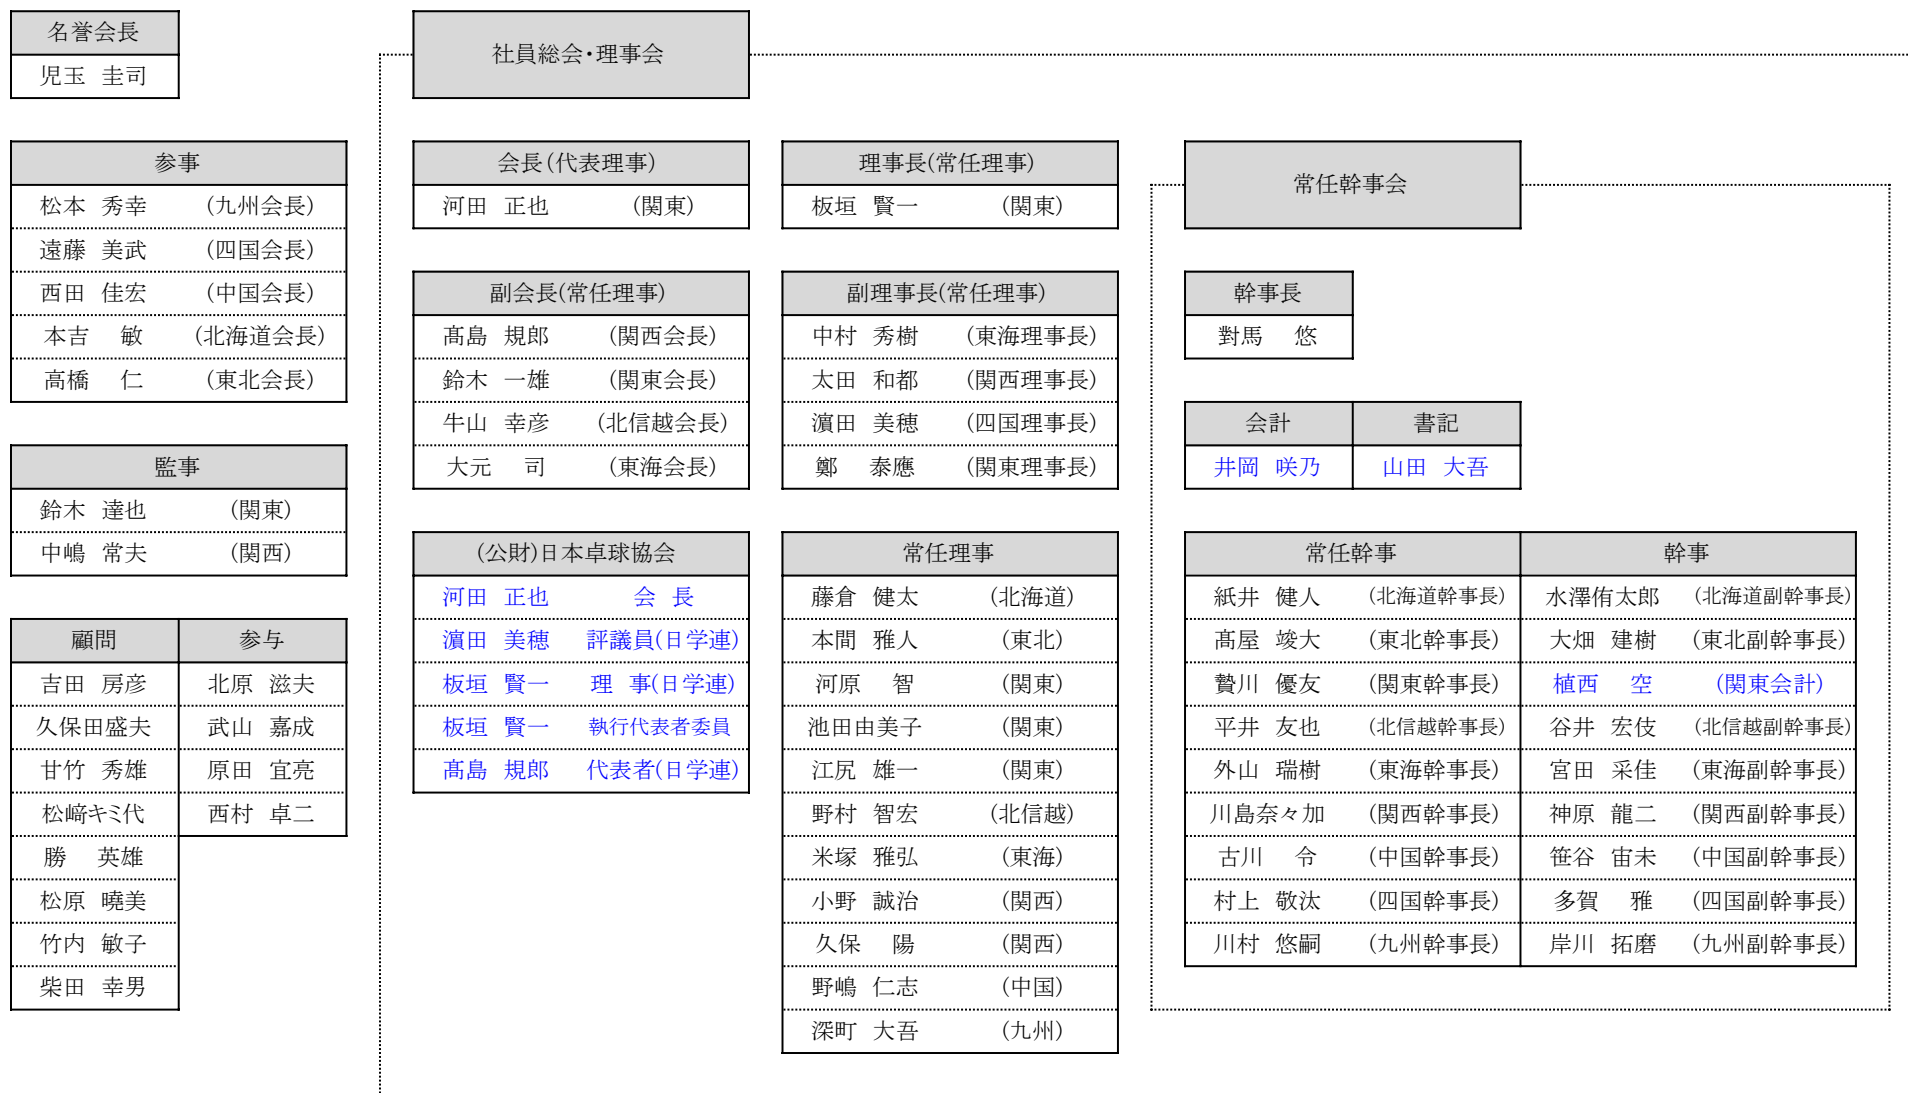 名誉会長
児玉 圭司
参事
松本 秀幸 (九州会長)
遠藤 美武 (四国会長)
西田 佳宏 (中国会長)
本吉 敏 (北海道会長)
高橋 仁 (東北会長)
監事
鈴木 達也 (関東)
中嶋 常夫 (関西)
顧問 参与
吉田 房彦 北原 滋夫
久保田盛夫 武山 嘉成
甘竹 秀雄 原田 宜亮
松﨑キミ代 西村 卓二
勝 英雄
松原 曉美
竹内 敏子
柴田 幸男
社員総会・理事会
会長(代表理事)
河田 正也 (関東)
副会長(常任理事)
髙島 規郎 (関西会長)
鈴木 一雄 (関東会長)
牛山 幸彦 (北信越会長)
大元 司 (東海会長)
(公財)日本卓球協会
河田 正也 会 長
濵田 美穂 評議員(日学連)
板垣 賢一 理 事(日学連)
板垣 賢一 執行代表者委員
髙島 規郎 代表者(日学連)
理事長(常任理事)
板垣 賢一 (関東)
副理事長(常任理事)
中村 秀樹 (東海理事長)
太田 和都 (関西理事長)
濵田 美穂 (四国理事長)
鄭 泰應 (関東理事長)
常任理事
藤倉 健太 (北海道)
本間 雅人 (東北)
河原 智 (関東)
池田由美子 (関東)
江尻 雄一 (関東)
野村 智宏 (北信越)
米塚 雅弘 (東海)
小野 誠治 (関西)
久保 陽 (関西)
野嶋 仁志 (中国)
深町 大吾 (九州)
常任幹事会
幹事長
對馬 悠
会計 書記
井岡 咲乃 山田 大吾
常任幹事 幹事
紙井 健人 (北海道幹事長) 水澤侑太郎 (北海道副幹事長)
髙屋 竣大 (東北幹事長) 大畑 建樹 (東北副幹事長)
贄川 優友 (関東幹事長) 植西 空 (関東会計)
平井 友也 (北信越幹事長) 谷井 宏伎 (北信越副幹事長)
外山 瑞樹 (東海幹事長) 宮田 采佳 (東海副幹事長)
川島奈々加 (関西幹事長) 神原 龍二 (関西副幹事長)
古川 令 (中国幹事長) 笹谷 宙未 (中国副幹事長)
村上 敬汰 (四国幹事長) 多賀 雅 (四国副幹事長)
川村 悠嗣 (九州幹事長) 岸川 拓磨 (九州副幹事長)